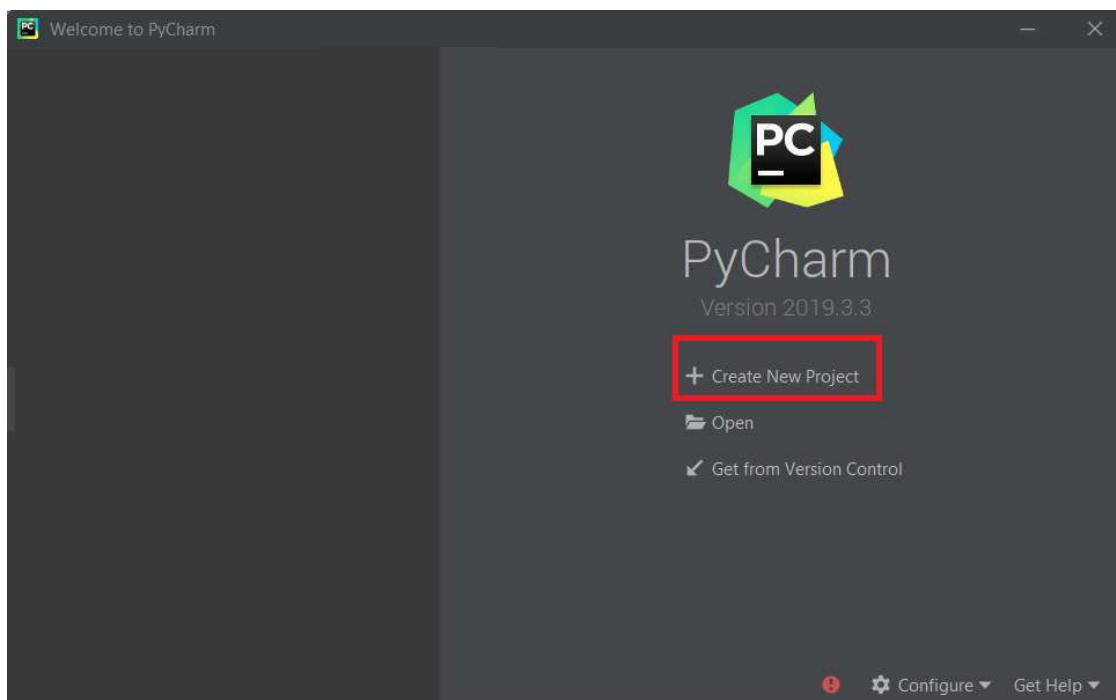 Welcome to PyCharm
PC
PyCharm
Version 2019.3.3
Create New Project
Open
Get from Version Control
Configure
Get Help